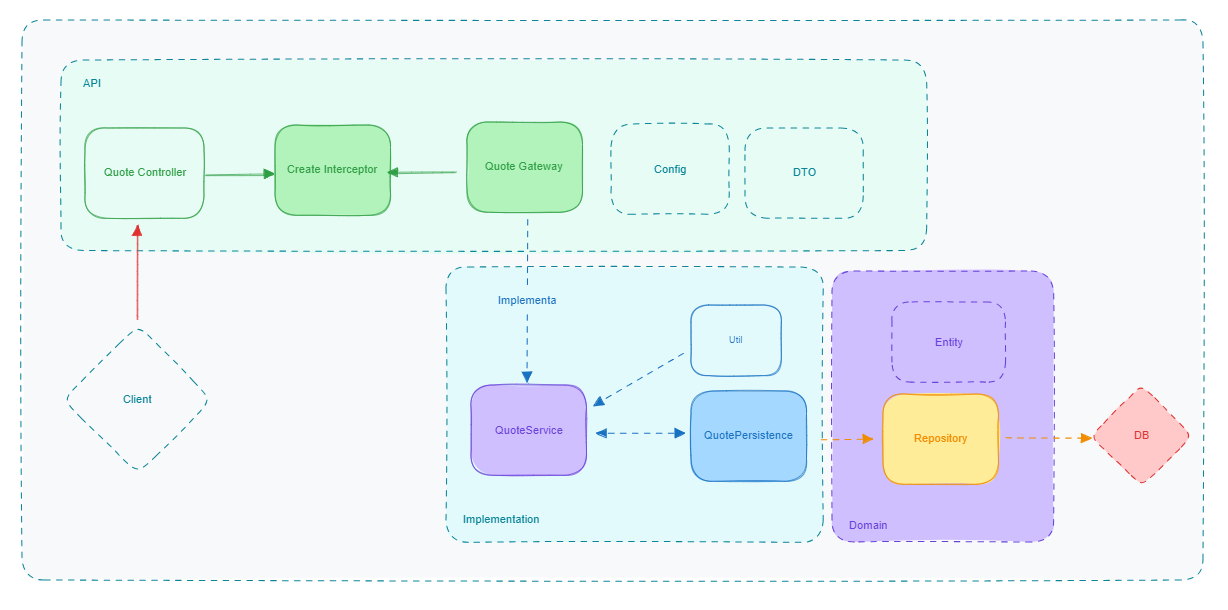 API
Quote Controller
Create Interceptor
Quote Gateway
Config
DTO
Implementa
Util
Entity
Client
QuoteService
QuotePersistence
Repository
DB
Implementation
Domain